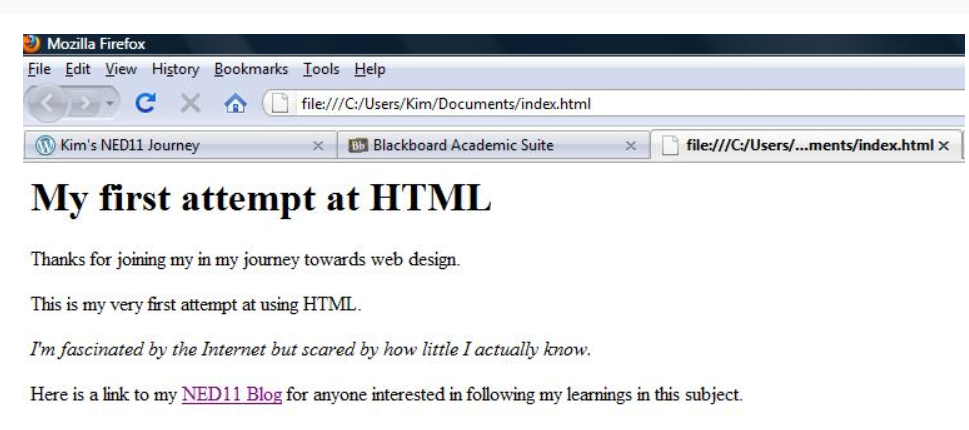 Mozilla Firefox
File Edit View History Bookmarks Tools Help
file:///C:/Users/Kim/Documents/index.html
Kim's NED11 Journey Bb Blackboard Academic Suite file:///C:/Users/...ments/index.html
My first attempt at HTML
Thanks for joining my in my journey towards web design.
This is my very first attempt at using HTML.
I'm fascinated by the Internet but scared by how little I actually know.
Here is a link to my NED11 Blog for anyone interested in following my learnings in this subject.